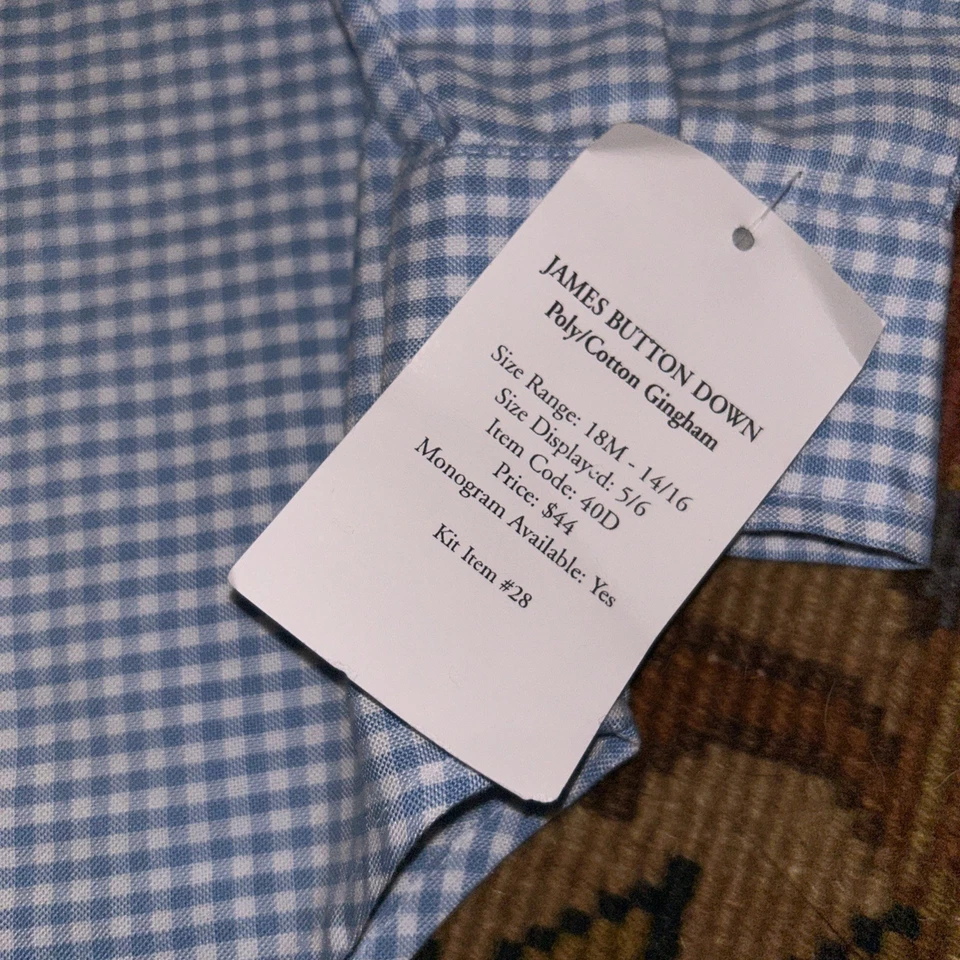 JAMES BUTTON DOWN
Poly/Cotton Gingham
Size Range: 18M - 14/16
Size Displayed: 5/6
Item Code: 40D
Price: $44
Monogram Available: Yes
Kit Item #28